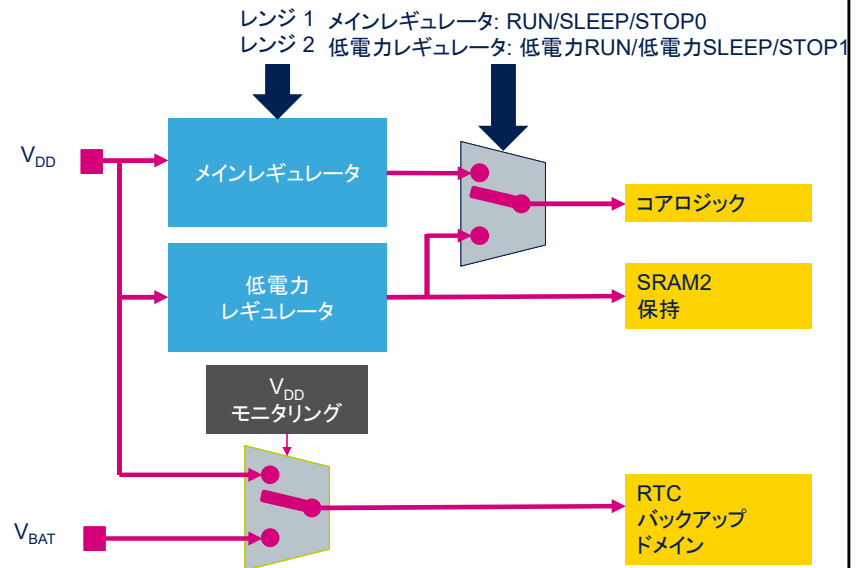 レンジ 1 メインレギュレータ: RUN/SLEEP/STOP0
レンジ 2 低電力レギュレータ: 低電力RUN/低電力SLEEP/STOP1
VDD
メインレギュレータ
コアロジック
低電力
レギュレータ
SRAM2
保持
VDD
モニタリング
RTC
バックアップ
ドメイン
VBAT